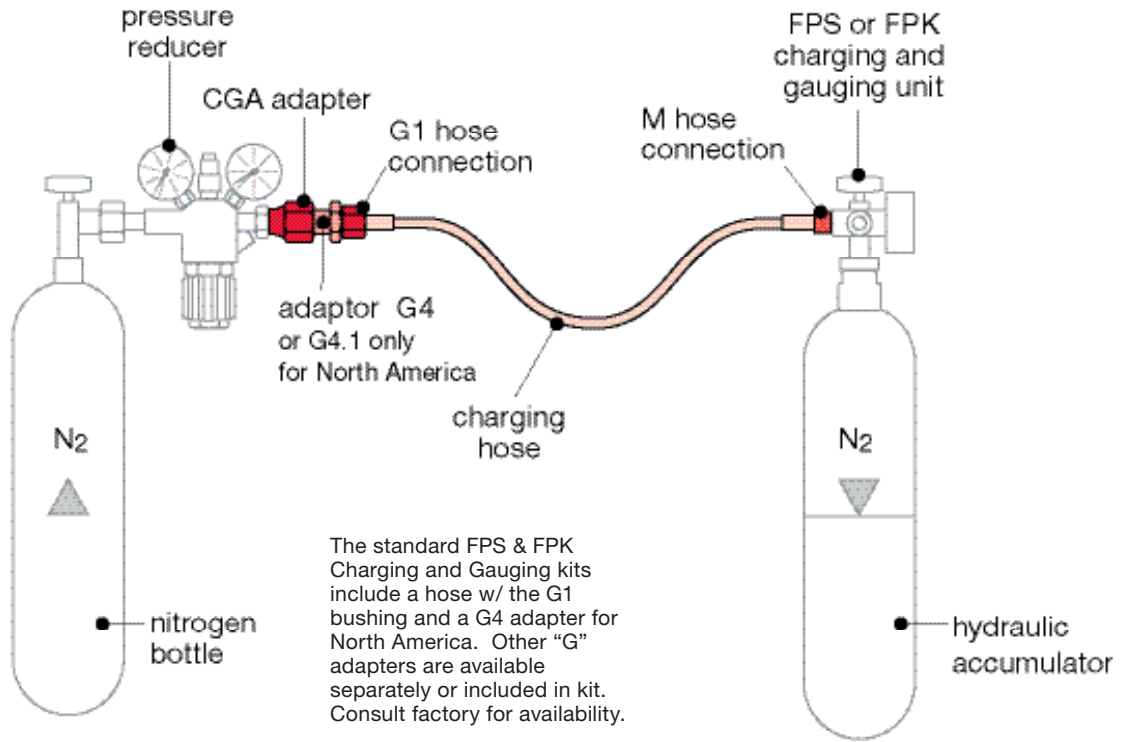 pressure
reducer
CGA adapter
G1 hose
connection
M hose
connection
FPS or FPK
charging and
gauging unit
adaptor G4
or G4.1 only
for North America
charging
hose
N2
N2
The standard FPS & FPK
Charging and Gauging kits
include a hose w/ the G1
bushing and a G4 adapter for
North America. Other “G”
adapters are available
separately or included in kit.
Consult factory for availability.
nitrogen
bottle
hydraulic
accumulator